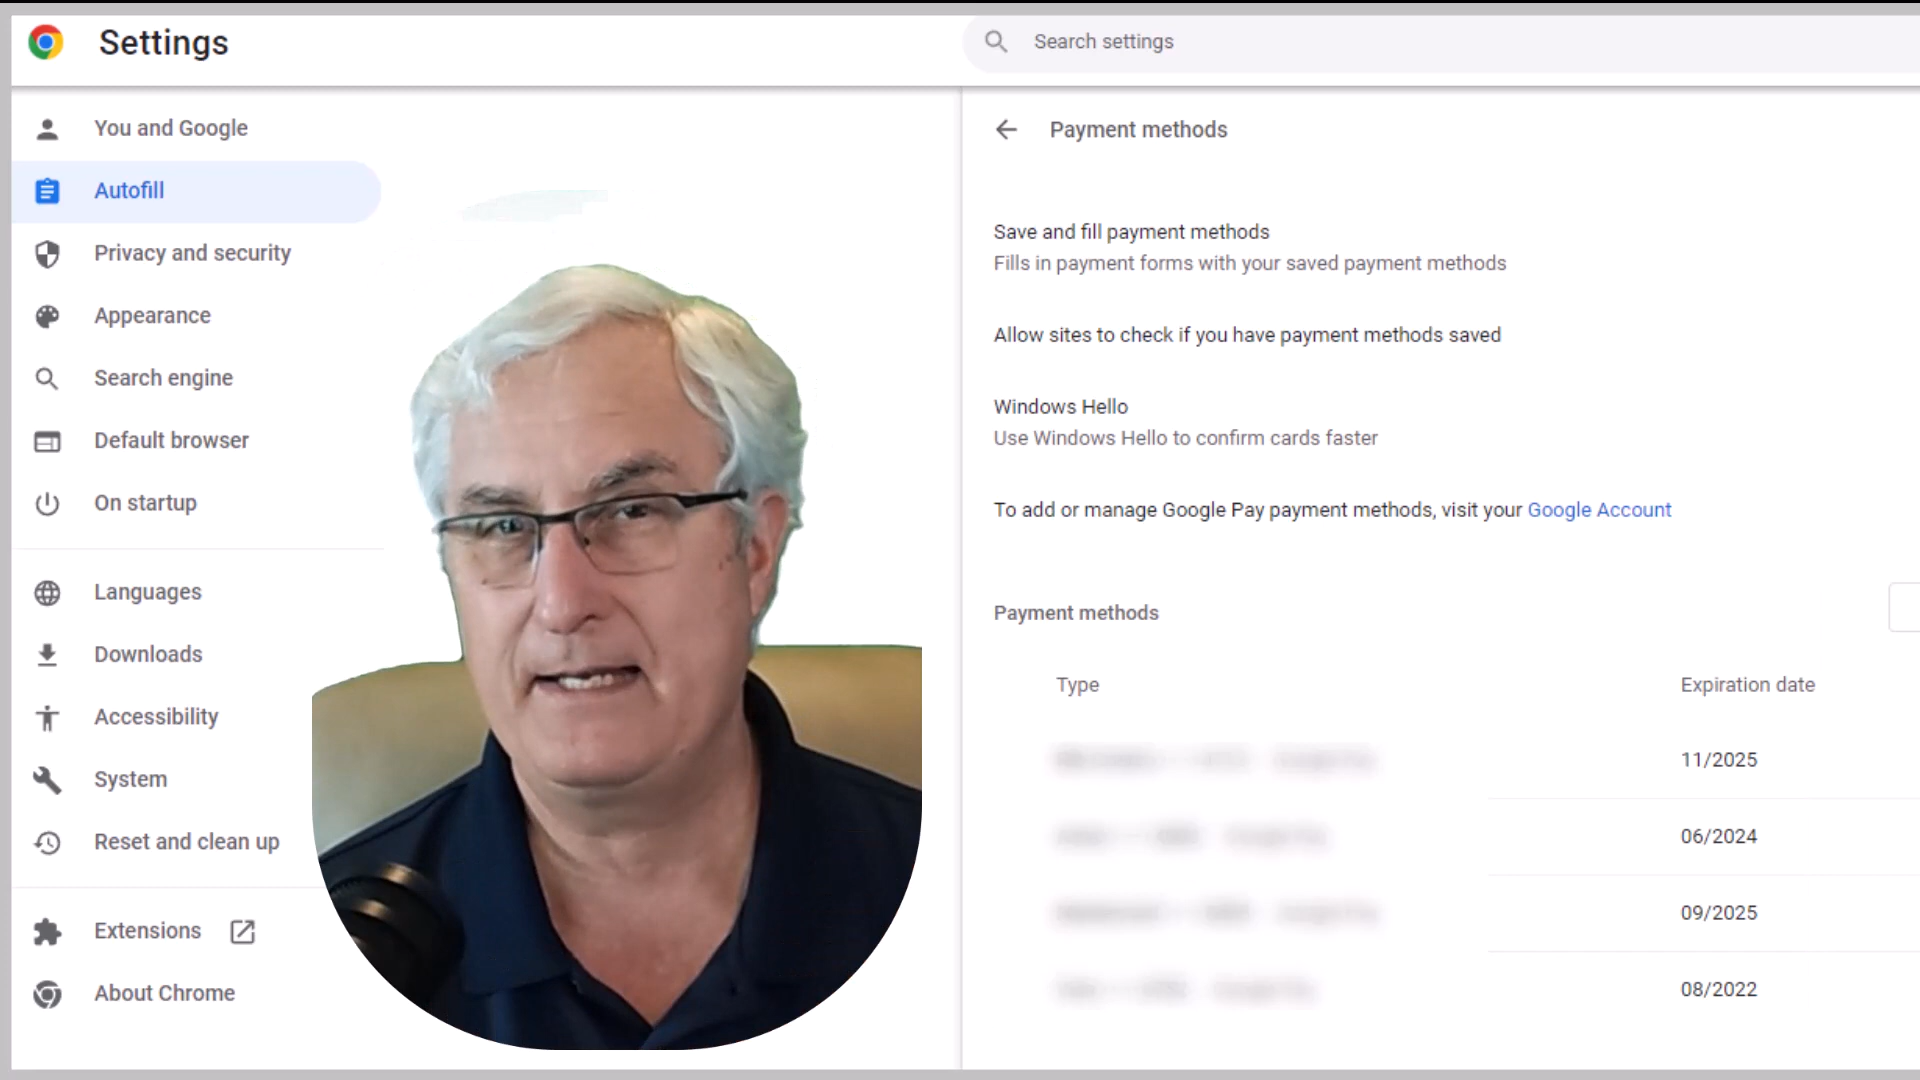 Settings
Search settings
You and Google
Autofill
Privacy and security
Appearance
Search engine
Default browser
On startup
Languages
Downloads
Accessibility
System
Reset and clean up
Extensions
About Chrome
Payment methods
Save and fill payment methods
Fills in payment forms with your saved payment methods
Allow sites to check if you have payment methods saved
Windows Hello
Use Windows Hello to confirm cards faster
To add or manage Google Pay payment methods, visit your Google Account
Payment methods
Type Expiration date
11/2025
06/2024
09/2025
08/2022